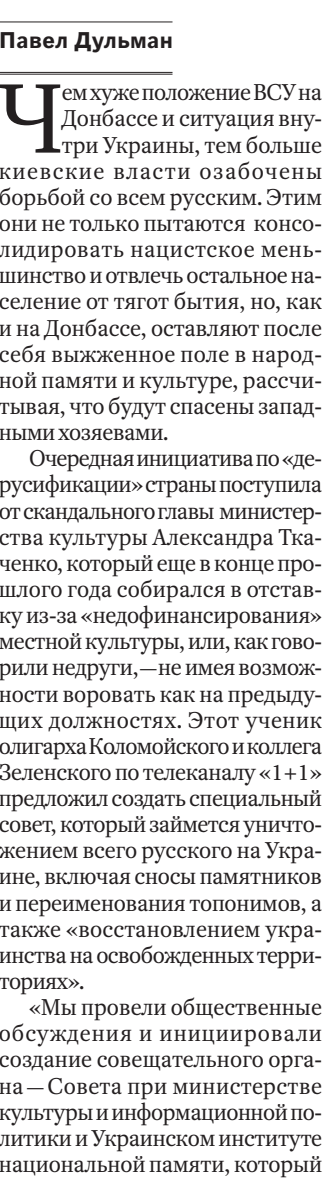 Павел Дульман
Чем хуже положение ВСУ на
Донбассе и ситуация вну-
три Украины, тем больше
киевские власти озабочены
борьбой со всем русским. Этим
они не только пытаются консо-
лидировать нацистское мень-
шинство и отвлечь остальное на-
селение от тягот бытия, но, как
и на Донбассе, оставляют после
себя выжженное поле в народ-
ной памяти и культуре, рассчи-
тывая, что будут спасены запад-
ными хозяевами.
Очередная инициатива по «де-
русификации» страны поступила
от скандального главы министер-
ства культуры Александра Тка-
ченко, который еще в конце про-
шлого года собирался в отстав-
ку из-за «недофинансирования»
местной культуры, или, как гово-
рили недруги, — не имея возмож-
ности воровать как на предыду-
щих должностях. Этот ученик
олигарха Коломойского и коллега
Зеленского по телеканалу «1+1»
предложил создать специальный
совет, который займется уничто-
жением всего русского на Укра-
ине, включая сносы памятников
и переименования топонимов, а
также «восстановлением укра-
инства на освобожденных терри-
ториях».
«Мы провели общественные
обсуждения и инициировали
создание совещательного орга-
на — Совета при министерстве
культуры и информационной по-
литики и Украинском институте
национальной памяти, который